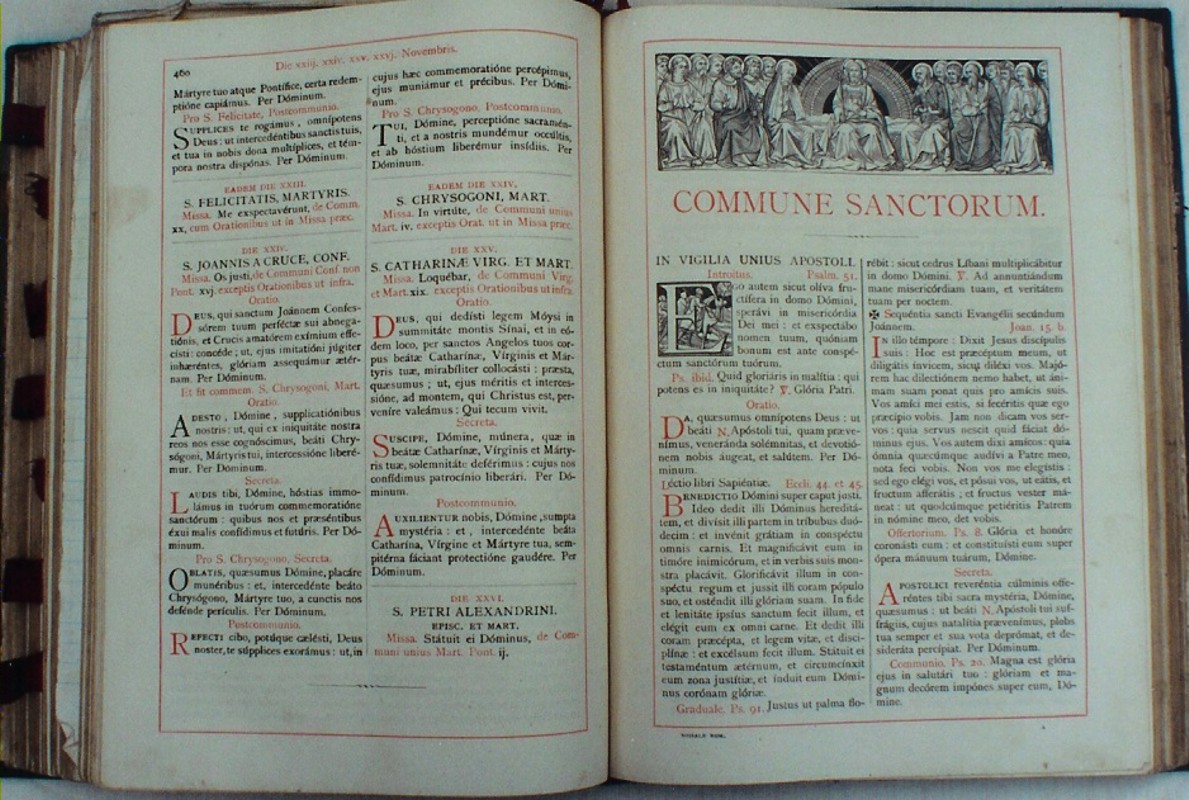 460
Die xxiij. xxiv. xxv. xxvj. Novembris.
Mártyre tuo atque Pontífice, certa redem-
ptióne capiámus. Per Dóminum.
Pro S. Felicitate, Postcommunio.
SUPPLICES te rogámus, omnípotens
Deus: ut intercedéntibus sanctis tuis,
et tua in nobis dona multíplices, et tém-
pora nostra dispónas. Per Dóminum.
EADEM DIE XXIII.
S. FELICITATIS, MARTYRIS.
Missa. Me exspectavérunt, de Comm.
xx, cum Orationibus ut in Missa præc.
DIE XXIV.
S. JOANNIS A CRUCE, CONF.
Missa. Os justi, de Communi Conf. non
Pont. xvj. exceptis Orationibus ut infra.
Oratio.
DEUS, qui sanctum Joánnem Confes-
sórem tuum perféctæ sui abnega-
tiónis, et Crucis amatórem exímium effe-
císti: concéde; ut, ejus imitatióni júgiter
inhæréntes, glóriam assequámur ætér-
nam. Per Dóminum.
Et fit commem. S. Chrysogoni, Mart.
Oratio.
ADESTO, Dómine, supplicatiónibus
nostris: ut, qui ex iniquitáte nostra
reos nos esse cognóscimus, beáti Chry-
sógoni, Mártyris tui, intercessióne liberé-
mur. Per Dóminum.
Secreta.
LAUDIS tibi, Dómine, hóstias immo-
lámus in tuórum commemoratióne
sanctórum: quibus nos et præséntibus
éxui malis confídimus et futúris. Per Dó-
minum.
Pro S. Chrysogono, Secreta.
OBLATIS, quæsumus Dómine, placáre
munéribus: et, intercedénte beáto
Chrysógono, Mártyre tuo, a cunctis nos
defénde perículis. Per Dóminum.
Postcommunio.
REFECTI cibo, potúque cælésti, Deus
noster, te súpplices exorámus: ut, in
cujus hæc commemoratióne percépimus,
ejus muniámur et précibus. Per Dómi-
num.
Pro S. Chrysogono, Postcommunio.
TUI, Dómine, perceptióne sacramén-
ti, et a nostris mundémur occúltis,
et ab hóstium liberémur insídiis. Per
Dóminum.
EADEM DIE XXIV.
S. CHRYSOGONI, MART.
Missa. In virtúte, de Communi unius
Mart. iv. exceptis Orat. ut in Missa præc.
DIE XXV.
S. CATHARINÆ VIRG. ET MART.
Missa. Loquébar, de Communi Virg.
et Mart. xix. exceptis Orationibus ut infra.
Oratio.
DEUS, qui dedísti legem Móysi in
summitáte montis Sínai, et in eó-
dem loco, per sanctos Angelos tuos cor-
pus beátæ Catharínæ, Vírginis et Már-
tyris tuæ, mirabíliter collocásti: præsta,
quæsumus; ut, ejus méritis et interces-
sióne, ad montem, qui Christus est, per-
veníre valeámus: Qui tecum vivit.
Secreta.
SUSCIPE, Dómine, múnera, quæ in
beátæ Catharínæ, Vírginis et Márty-
ris tuæ, solemnitáte deférimus: cujus nos
confídimus patrocínio liberári. Per Dó-
minum.
Postcommunio.
AUXILIENTUR nobis, Dómine, sumpta
mystéria: et, intercedénte beáta
Catharína, Vírgine et Mártyre tua, sem-
pitérna fáciant protectióne gaudére. Per
Dóminum.
DIE XXVI.
S. PETRI ALEXANDRINI.
EPISC. ET MART.
Missa. Státuit ei Dóminus, de Com-
muni unius Mart. Pont. ij.
COMMUNE SANCTORUM.
IN VIGILIA UNIUS APOSTOLI
Introitus. Psalm. 51.
EGO autem sicut olíva fru-
ctífera in domo Dómini,
sperávi in misericórdia
Dei mei: et exspectábo
nomen tuum, quóniam
bonum est ante conspé-
ctum sanctórum tuórum.
Ps. ibid. Quid gloriáris in malítia: qui
potens es in iniquitáte? ℣. Glória Patri.
Oratio.
DA, quæsumus omnípotens Deus: ut
beáti N. Apóstoli tui, quam præve-
nímus, veneránda solémnitas, et devotió-
nem nobis áugeat, et salútem. Per Dó-
minum.
Léctio libri Sapiéntiæ. Eccli. 44. et 45.
BENEDICTIO Dómini super caput justi.
Ideo dedit illi Dóminus hereditá-
tem, et divísit illi partem in tríbubus duó-
decim: et invénit grátiam in conspéctu
omnis carnis. Et magnificávit eum in
timóre inimicórum, et in verbis suis mon-
stra placávit. Glorificávit illum in con-
spéctu regum et jussit illi coram pópulo
suo, et osténdit illi glóriam suam. In fide
et lenitáte ipsíus sanctum fecit illum, et
elégit eum ex omni carne. Et dedit illi
coram præcépta, et legem vitæ, et disci-
plínæ: et excélsum fecit illum. Státuit ei
testaméntum ætérnum, et circumcínxit
eum zona justítiæ, et índuit eum Dómi-
nus corónam glóriæ.
Graduale. Ps. 91. Justus ut palma flo-
rébit: sicut cedrus Líbani multiplicábitur
in domo Dómini. ℣. Ad annuntiándum
mane misericórdiam tuam, et veritátem
tuam per noctem.
✠ Sequéntia sancti Evangélii secúndum
Joánnem. Joan. 15. b.
IN illo témpore: Dixit Jesus discípulis
suis: Hoc est præcéptum meum, ut
diligátis ínvicem, sicut diléxi vos. Majó-
rem hac dilectiónem nemo habet, ut áni-
mam suam ponat quis pro amícis suis.
Vos amíci mei estis, si fecéritis quæ ego
præcípio vobis. Jam non dicam vos ser-
vos: quia servus nescit quid fáciat dó-
minus ejus. Vos autem dixi amícos: quia
ómnia quæcúmque audívi a Patre meo,
nota feci vobis. Non vos me elegístis:
sed ego elégi vos, et pósui vos, ut eátis, et
fructum afferátis; et fructus vester má-
neat: ut quodcúmque petiéritis Patrem
in nómine meo, det vobis.
Offertorium. Ps. 8. Glória et honóre
coronásti eum: et constituísti eum super
ópera mánuum tuárum, Dómine.
Secreta.
APOSTOLICI reveréntia cúlminis offe-
réntes tibi sacra mystéria, Dómine,
quæsumus: ut beáti N. Apóstoli tui suf-
frágiis, cujus natalítia prævenímus, plebs
tua semper et sua vota deprómat, et de-
sideráta percípiat. Per Dóminum.
Communio. Ps. 20. Magna est glória
ejus in salutári tuo: glóriam et ma-
gnum decórem impónes super eum, Dó-
mine.
MISSALE ROM.